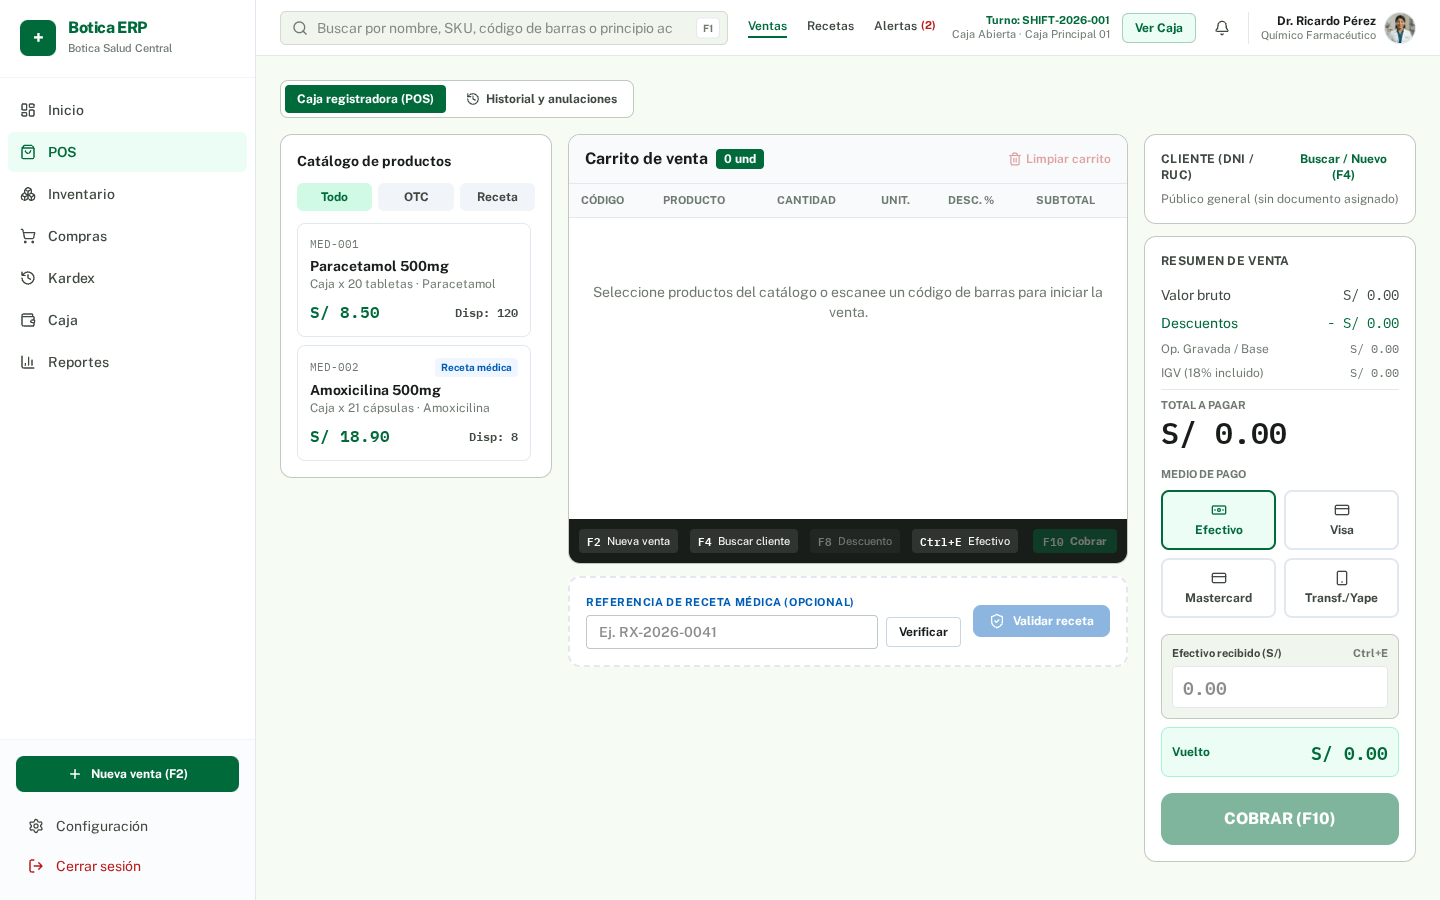 +
Botica ERP
Botica Salud Central
Inicio
POS
Inventario
Compras
Kardex
Caja
Reportes
Nueva venta (F2)
Configuración
Cerrar sesión
Buscar por nombre, SKU, código de barras o principio ac
F1
Ventas
Recetas
Alertas (2)
Turno: SHIFT-2026-001
Caja Abierta · Caja Principal 01
Ver Caja
Dr. Ricardo Pérez
Químico Farmacéutico
Caja registradora (POS)
Historial y anulaciones
Catálogo de productos
Todo
OTC
Receta
MED-001
Paracetamol 500mg
Caja x 20 tabletas · Paracetamol
S/ 8.50
Disp: 120
MED-002
Receta médica
Amoxicilina 500mg
Caja x 21 cápsulas · Amoxicilina
S/ 18.90
Disp: 8
Carrito de venta
0 und
Limpiar carrito
CÓDIGO PRODUCTO CANTIDAD UNIT. DESC. % SUBTOTAL
Seleccione productos del catálogo o escanee un código de barras para iniciar la
venta.
F2 Nueva venta
F4 Buscar cliente
F8 Descuento
Ctrl+E Efectivo
F10 Cobrar
REFERENCIA DE RECETA MÉDICA (OPCIONAL)
Ej. RX-2026-0041
Verificar
Validar receta
CLIENTE (DNI /
RUC)
Buscar / Nuevo
(F4)
Público general (sin documento asignado)
RESUMEN DE VENTA
Valor bruto S/ 0.00
Descuentos - S/ 0.00
Op. Gravada / Base S/ 0.00
IGV (18% incluido) S/ 0.00
TOTAL A PAGAR
S/ 0.00
MEDIO DE PAGO
Efectivo
Visa
Mastercard
Transf./Yape
Efectivo recibido (S/)
Ctrl+E
0.00
Vuelto
S/ 0.00
COBRAR (F10)